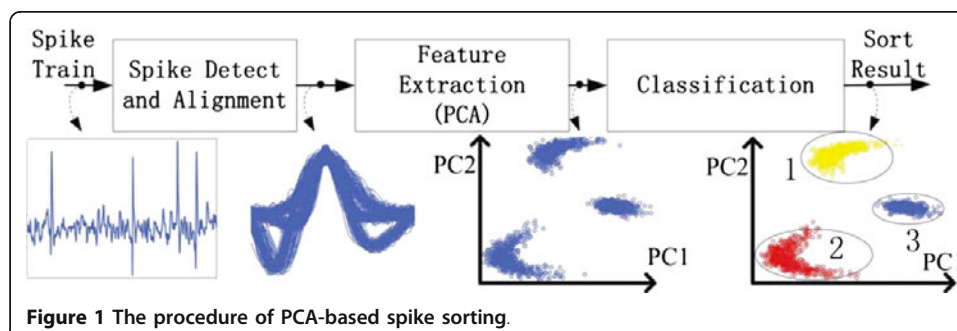 Spike
Train
Spike Detect
and Alignment
Feature
Extraction
(PCA)
Classification
Sort
Result
PC2
PC1
PC2
1
2
3
PC1
Figure 1 The procedure of PCA-based spike sorting.